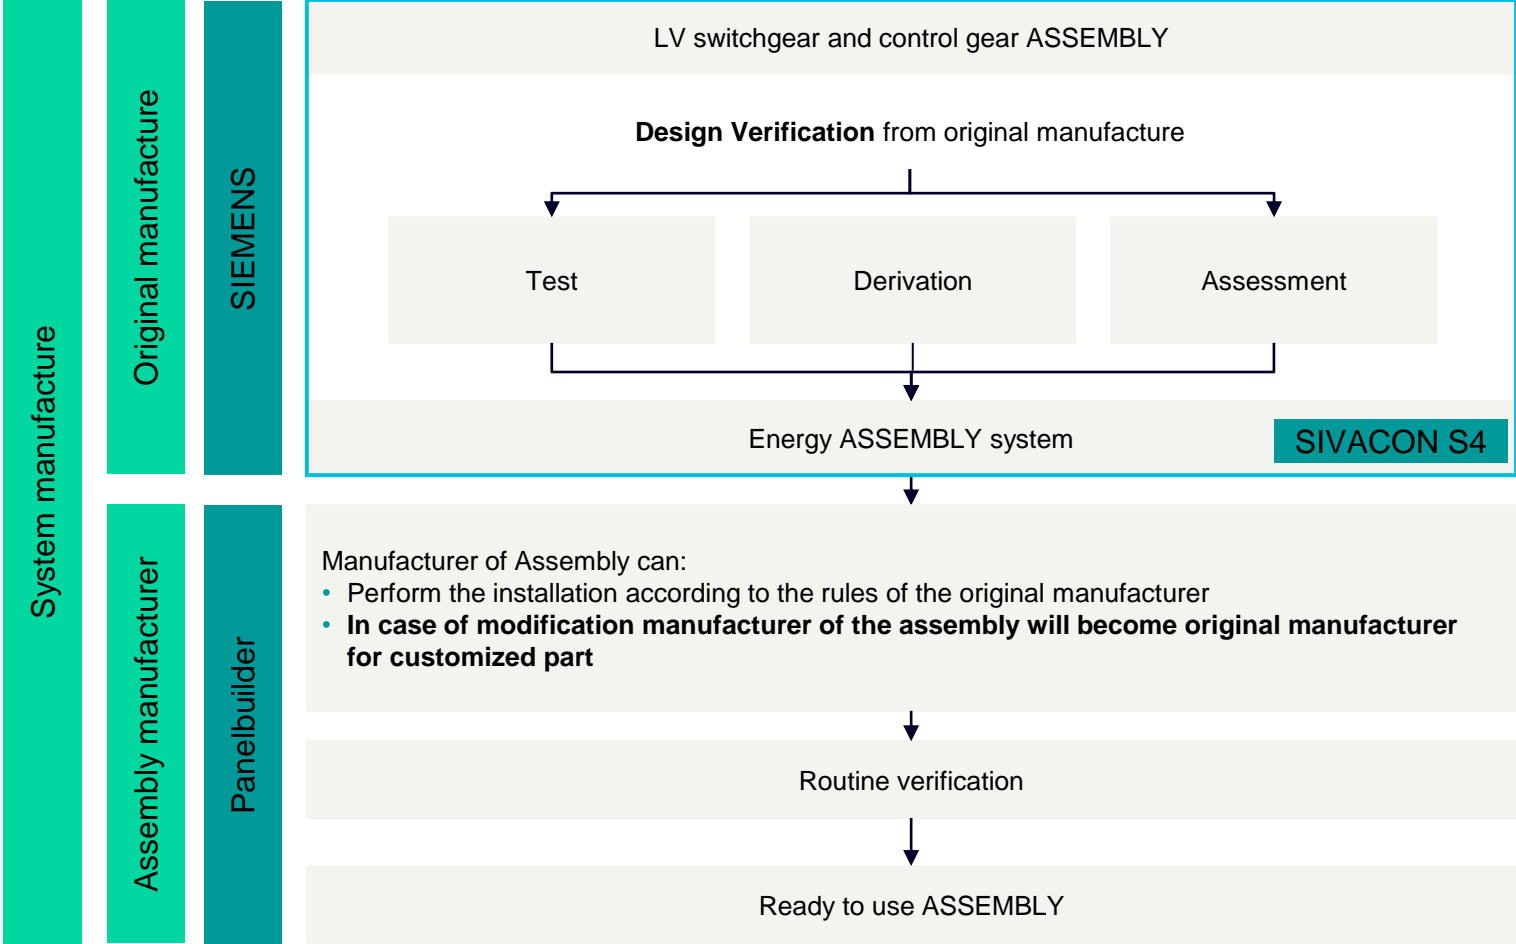 System manufacture
Original manufacture
SIEMENS
LV switchgear and control gear ASSEMBLY
Design Verification from original manufacture
Test
Derivation
Assessment
Energy ASSEMBLY system
SIVACON S4
Assembly manufacturer
Panelbuilder
Manufacturer of Assembly can:
• Perform the installation according to the rules of the original manufacturer
• In case of modification manufacturer of the assembly will become original manufacturer
for customized part
Routine verification
Ready to use ASSEMBLY